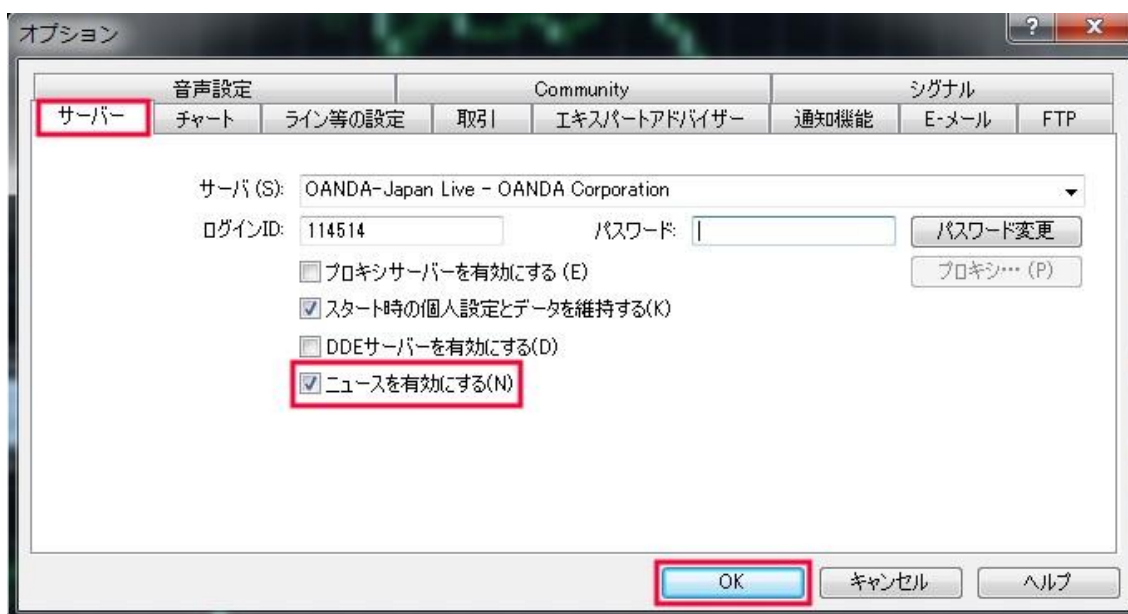 オプション
音声設定 Community シグナル
サーバー チャート ライン等の設定 取引 エキスパートアドバイザー 通知機能 E-メール FTP
サーバ (S): OANDA-Japan Live - OANDA Corporation
ログインID: 114514 パスワード: パスワード変更
プロキシサーバーを有効にする (E) プロキシ… (P)
スタート時の個人設定とデータを維持する(K)
DDEサーバーを有効にする(D)
ニュースを有効にする(N)
OK キャンセル ヘルプ